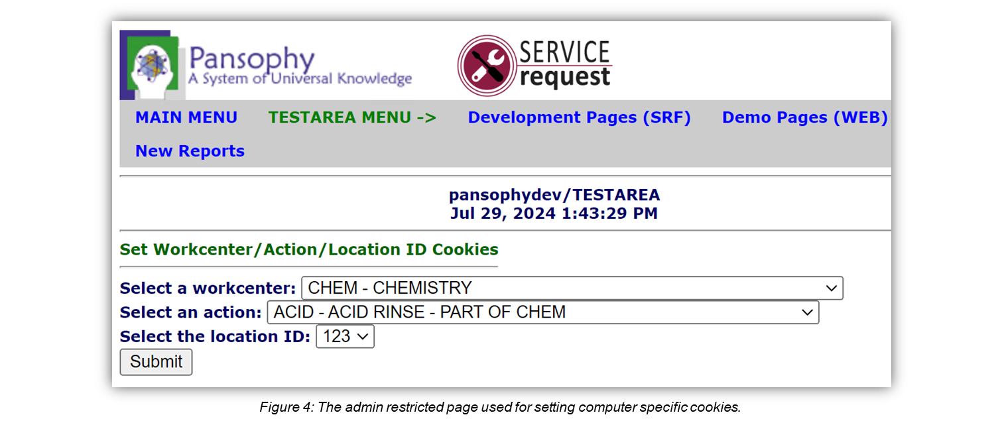 Pansophy
A System of Universal Knowledge
SERVICE
request
MAIN MENU TESTAREA MENU -> Development Pages (SRF) Demo Pages (WEB)
New Reports
pansophydev/TESTAREA
Jul 29, 2024 1:43:29 PM
Set Workcenter/Action/Location ID Cookies
Select a workcenter: CHEM - CHEMISTRY
Select an action: ACID - ACID RINSE - PART OF CHEM
Select the location ID: 123
Submit
Figure 4: The admin restricted page used for setting computer specific cookies.